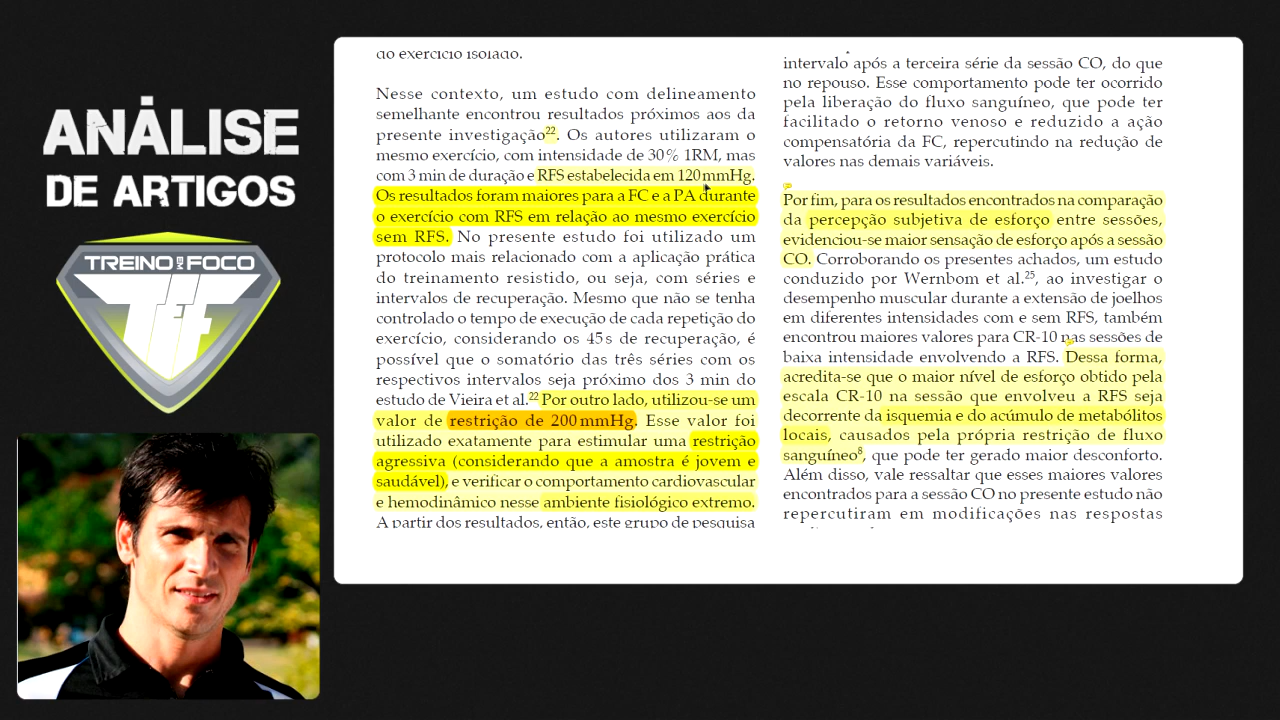 ANÁLISE
DE ARTIGOS
TREINO EM FOCO
TEF
do exercício isolado.
Nesse contexto, um estudo com delineamento
semelhante encontrou resultados próximos aos da
presente investigação22. Os autores utilizaram o
mesmo exercício, com intensidade de 30% 1RM, mas
com 3 min de duração e RFS estabelecida em 120mmHg.
Os resultados foram maiores para a FC e a PA durante
o exercício com RFS em relação ao mesmo exercício
sem RFS. No presente estudo foi utilizado um
protocolo mais relacionado com a aplicação prática
do treinamento resistido, ou seja, com séries e
intervalos de recuperação. Mesmo que não se tenha
controlado o tempo de execução de cada repetição do
exercício, considerando os 45s de recuperação, é
possível que o somatório das três séries com os
respectivos intervalos seja próximo dos 3 min do
estudo de Vieira et al.22 Por outro lado, utilizou-se um
valor de restrição de 200mmHg. Esse valor foi
utilizado exatamente para estimular uma restrição
agressiva (considerando que a amostra é jovem e
saudável), e verificar o comportamento cardiovascular
e hemodinâmico nesse ambiente fisiológico extremo.
A partir dos resultados, então, este grupo de pesquisa
intervalo após a terceira série da sessão CO, do que
no repouso. Esse comportamento pode ter ocorrido
pela liberação do fluxo sanguíneo, que pode ter
facilitado o retorno venoso e reduzido a ação
compensatória da FC, repercutindo na redução de
valores nas demais variáveis.
Por fim, para os resultados encontrados na comparação
da percepção subjetiva de esforço entre sessões,
evidenciou-se maior sensação de esforço após a sessão
CO. Corroborando os presentes achados, um estudo
conduzido por Wernbom et al.25, ao investigar o
desempenho muscular durante a extensão de joelhos
em diferentes intensidades com e sem RFS, também
encontrou maiores valores para CR-10 nas sessões de
baixa intensidade envolvendo a RFS. Dessa forma,
acredita-se que o maior nível de esforço obtido pela
escala CR-10 na sessão que envolveu a RFS seja
decorrente da isquemia e do acúmulo de metabólitos
locais, causados pela própria restrição de fluxo
sanguíneo8, que pode ter gerado maior desconforto.
Além disso, vale ressaltar que esses maiores valores
encontrados para a sessão CO no presente estudo não
repercutiram em modificações nas respostas